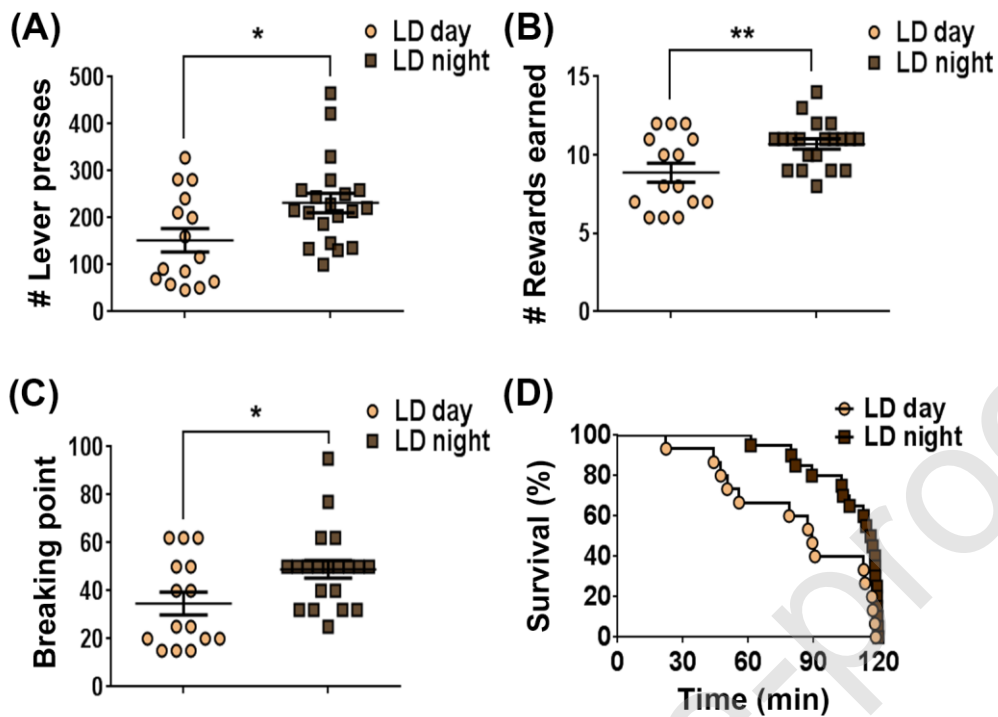 (A)
*
LD day
LD night
# Lever presses
500
400
300
200
100
0
(B)
**
LD day
LD night
# Rewards earned
15
10
5
0
(C)
*
LD day
LD night
Breaking point
100
80
60
40
20
0
(D)
LD day
LD night
Survival (%)
100
80
60
40
20
0
0 30 60 90 120
Time (min)